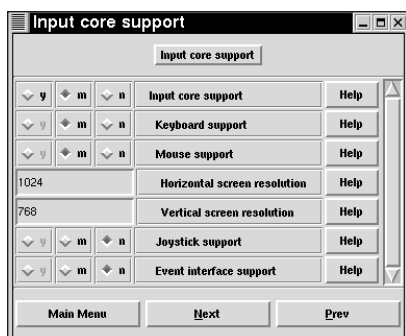 Input core support
Input core support
y m n Input core support Help
y m n Keyboard support Help
y m n Mouse support Help
1024 Horizontal screen resolution Help
768 Vertical screen resolution Help
y m n Joystick support Help
y m n Event interface support Help
Main Menu Next Prev